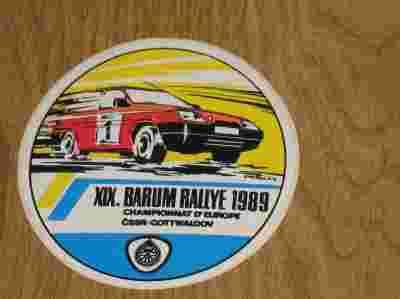 1
XIX. BARUM RALLYE 1989
CHAMPIONNAT D'EUROPE
ČSSR-GOTTWALDOV